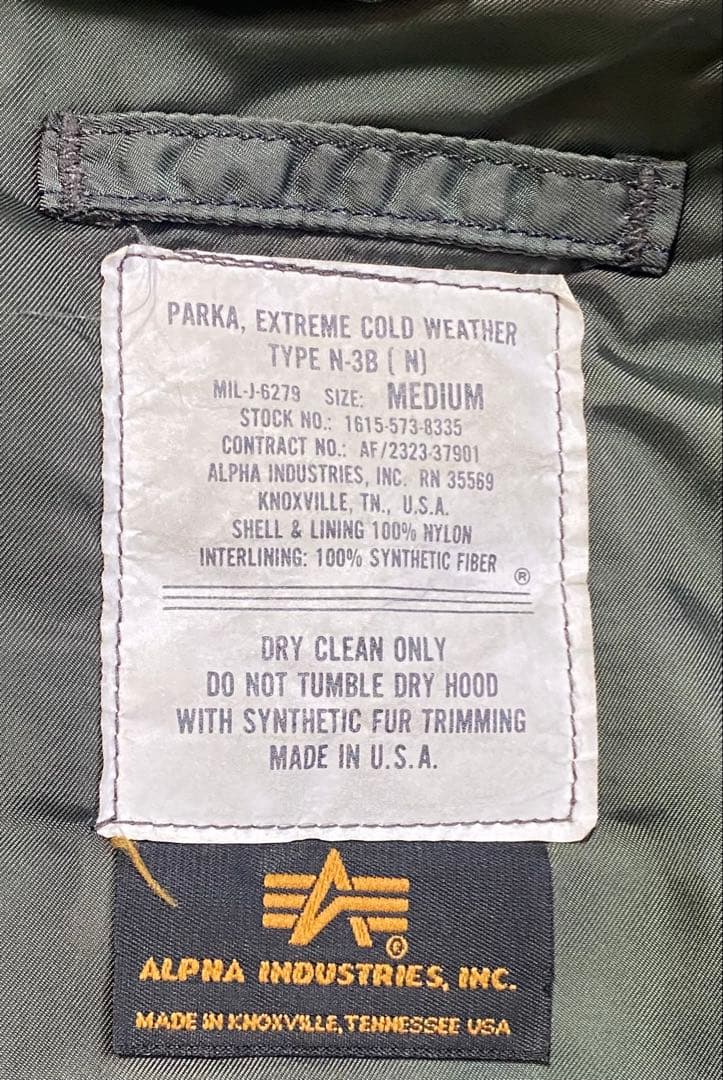 PARKA, EXTREME COLD WEATHER
TYPE N-3B ( N)
MIL-J-6279 SIZE: MEDIUM
STOCK NO.: 1615-573-8335
CONTRACT NO.: AF/2323-37901
ALPHA INDUSTRIES, INC. RN 35569
KNOXVILLE, TN., U.S.A.
SHELL & LINING 100% NYLON
INTERLINING: 100% SYNTHETIC FIBER
®
DRY CLEAN ONLY
DO NOT TUMBLE DRY HOOD
WITH SYNTHETIC FUR TRIMMING
MADE IN U.S.A.
®
ALPHA INDUSTRIES, INC.
MADE IN KNOXVILLE, TENNESSEE USA